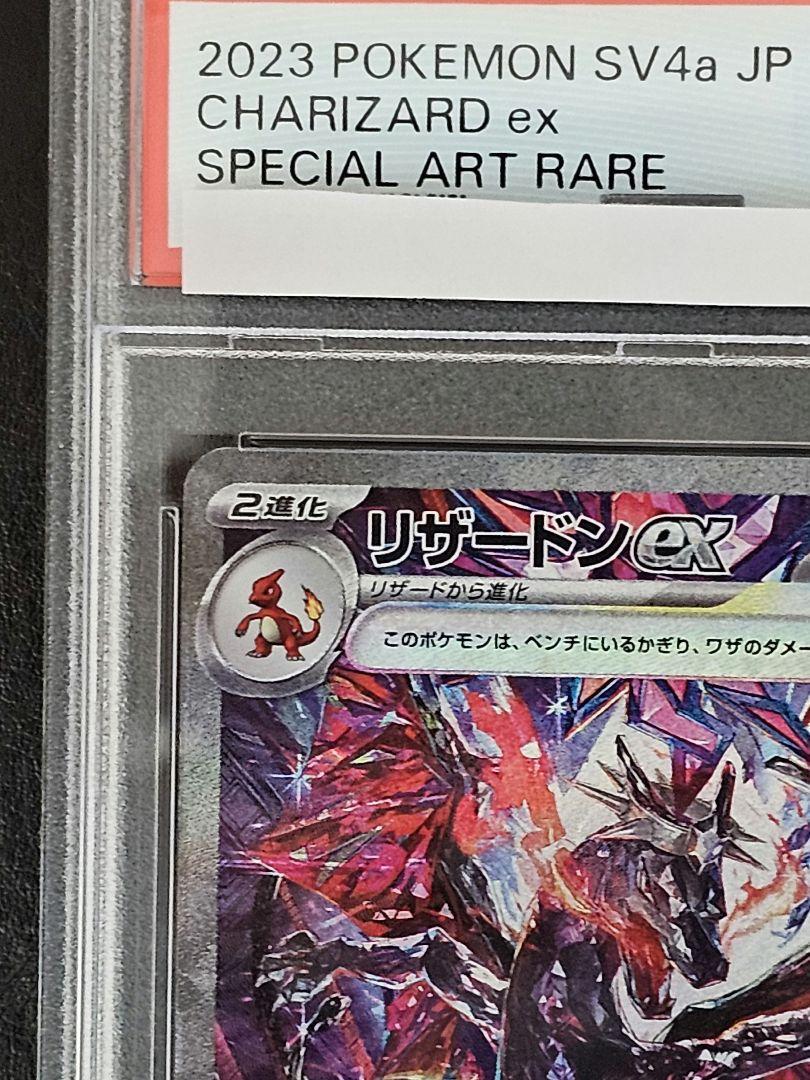 2023 POKEMON SV4a JP
CHARIZARD ex
SPECIAL ART RARE
2進化
リザードンex
リザードから進化
このポケモンは、ベンチにいるかぎり、ワザのダメー